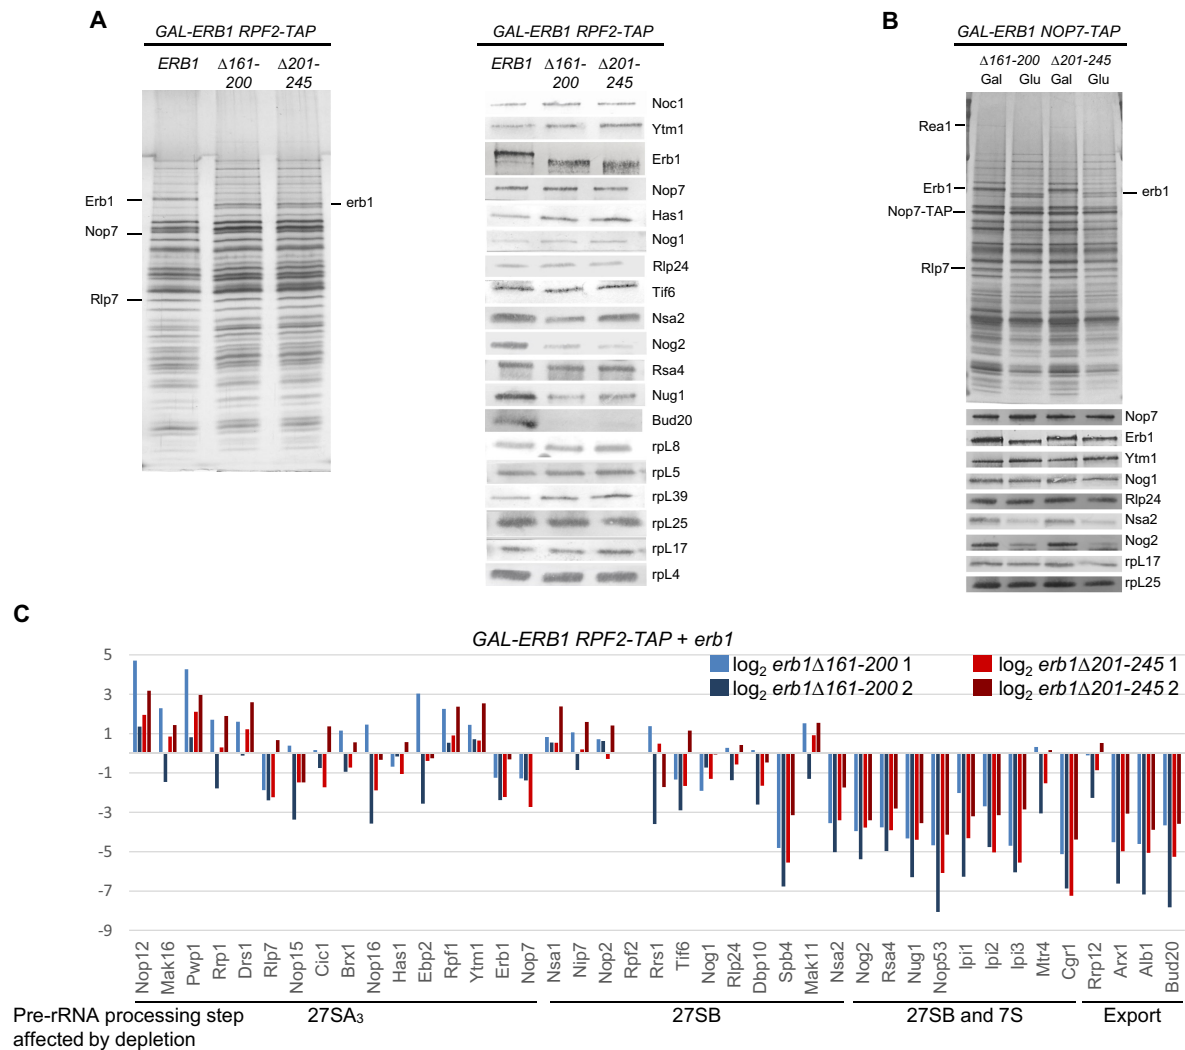 A
GAL-ERB1 RPF2-TAP
ERB1 Δ161-200 Δ201-245
Erb1
Nop7
Rlp7
erb1
GAL-ERB1 RPF2-TAP
ERB1 Δ161-200 Δ201-245
Noc1
Ytm1
Erb1
Nop7
Has1
Nog1
Rlp24
Tif6
Nsa2
Nog2
Rsa4
Nug1
Bud20
rpL8
rpL5
rpL39
rpL25
rpL17
rpL4
B
GAL-ERB1 NOP7-TAP
Δ161-200 Δ201-245
Gal Glu Gal Glu
Rea1
Erb1
Nop7-TAP
Rlp7
erb1
Nop7
Erb1
Ytm1
Nog1
Rlp24
Nsa2
Nog2
rpL17
rpL25
C
GAL-ERB1 RPF2-TAP + erb1
log2 erb1Δ161-200 1
log2 erb1Δ201-245 1
log2 erb1Δ161-200 2
log2 erb1Δ201-245 2
5
3
1
-1
-3
-5
-7
-9
Nop12
Mak16
Pwp1
Rrp1
Drs1
Rlp7
Nop15
Cic1
Brx1
Nop16
Has1
Ebp2
Rpf1
Ytm1
Erb1
Nop7
Nsa1
Nip7
Nop2
Rpf2
Rrs1
Tif6
Nog1
Rlp24
Dbp10
Spb4
Mak11
Nsa2
Nog2
Rsa4
Nug1
Nop53
Ipi1
Ipi2
Ipi3
Mtr4
Cgr1
Rrp12
Arx1
Alb1
Bud20
Pre-rRNA processing step
affected by depletion
27SA3
27SB
27SB and 7S
Export